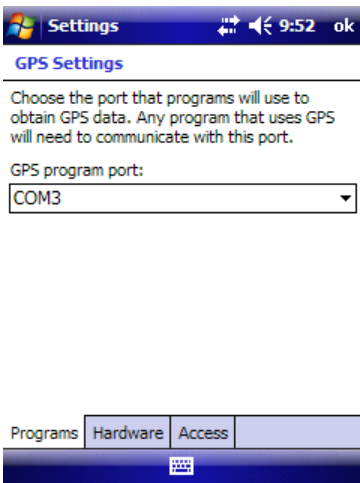 Settings 9:52 ok
GPS Settings
Choose the port that programs will use to
obtain GPS data. Any program that uses GPS
will need to communicate with this port.
GPS program port:
COM3
Programs Hardware Access